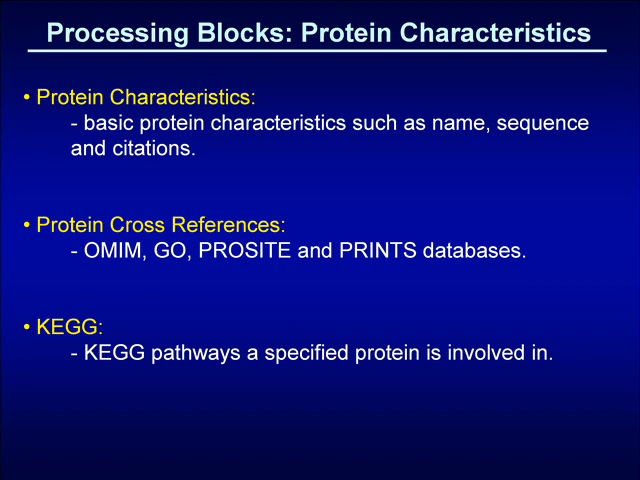 Processing Blocks: Protein Characteristics
• Protein Characteristics:
- basic protein characteristics such as name, sequence
and citations.
• Protein Cross References:
- OMIM, GO, PROSITE and PRINTS databases.
• KEGG:
- KEGG pathways a specified protein is involved in.